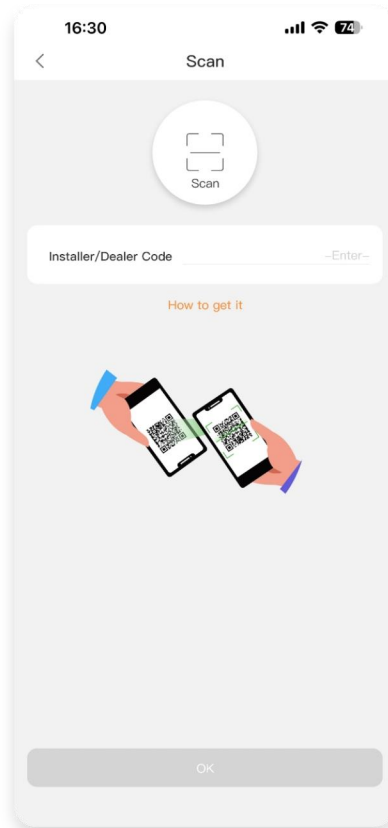 16:30
74
Scan
Scan
Installer/Dealer Code
-Enter-
How to get it
OK